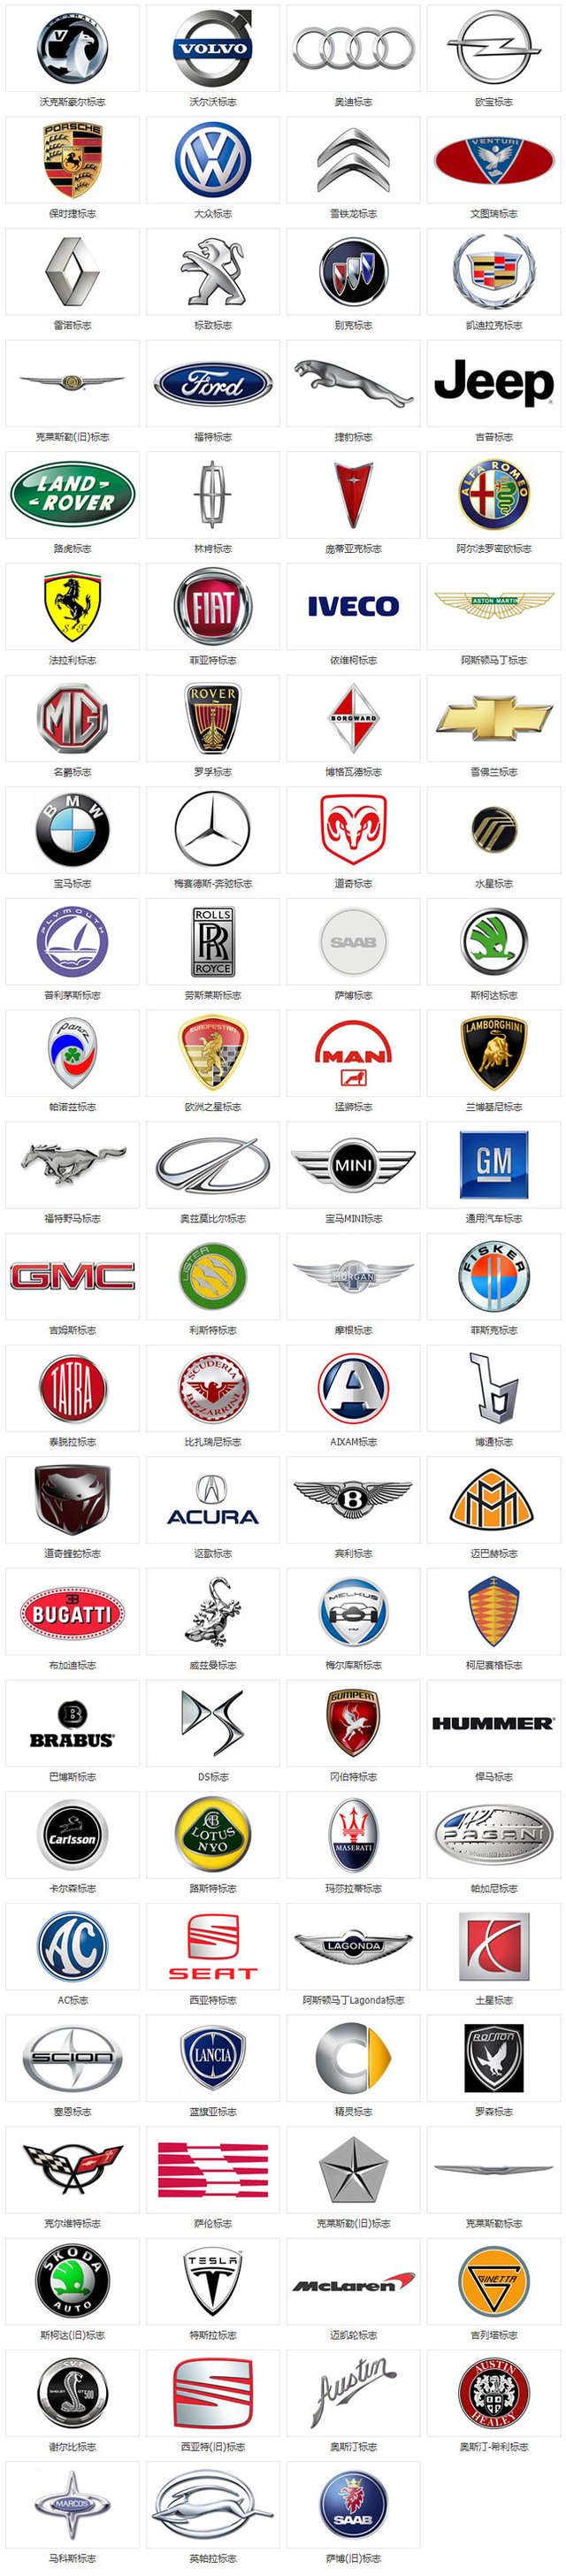 VAUXHALL
V
VOLVO
沃克斯豪尔标志
沃尔沃标志
奥迪标志
欧宝标志
PORSCHE
VENTURI
保时捷标志
大众标志
雪铁龙标志
文图瑞标志
雷诺标志
标致标志
别克标志
凯迪拉克标志
Ford
Jeep
克莱斯勒(旧)标志
福特标志
捷豹标志
吉普标志
LAND-
-ROVER
ALFA ROMEO
路虎标志
林肯标志
庞蒂亚克标志
阿尔法罗密欧标志
S F
FIAT
IVECO
ASTON MARTIN
法拉利标志
菲亚特标志
依维柯标志
阿斯顿马丁标志
MG
ROVER
BORGWARD
名爵标志
罗孚标志
博格瓦德标志
雪佛兰标志
BMW
宝马标志
梅赛德斯-奔驰标志
道奇标志
水星标志
PLYMOUTH
ROLLS
RR
ROYCE
SAAB
普利茅斯标志
劳斯莱斯标志
萨博标志
斯柯达标志
Panoz
EUROPESTAR
MAN
LAMBORGHINI
帕诺兹标志
欧洲之星标志
猛狮标志
兰博基尼标志
MINI
GM
福特野马标志
奥兹莫比尔标志
宝马MINI标志
通用汽车标志
GMC
LISTER
MORGAN
FISKER
吉姆斯标志
利斯特标志
摩根标志
菲斯克标志
TATRA
SCUDERIA
BIZZARRINI
A
泰脱拉标志
比扎瑞尼标志
AIXAM标志
博通标志
ACURA
B
道奇蝰蛇标志
讴歌标志
宾利标志
迈巴赫标志
BUGATTI
MELKUS
布加迪标志
威兹曼标志
梅尔库斯标志
柯尼赛格标志
B
BRABUS
DS
GUMPERT
HUMMER
巴博斯标志
DS标志
冈伯特标志
悍马标志
Carlsson
LOTUS
NYO
MASERATI
PAGANI
卡尔森标志
路斯特标志
玛莎拉蒂标志
帕加尼标志
AC
SEAT
LAGONDA
AC标志
西亚特标志
阿斯顿马丁Lagonda标志
土星标志
SCION
LANCIA
ROSSION
塞恩标志
蓝旗亚标志
精灵标志
罗森标志
克尔维特标志
萨伦标志
克莱斯勒(旧)标志
克莱斯勒标志
SKODA
AUTO
TESLA
McLaren
GINETTA
斯柯达(旧)标志
特斯拉标志
迈凯轮标志
吉列塔标志
SVT
SHELBY GT
500
Austin
AUSTIN
HEALEY
谢尔比标志
西亚特(旧)标志
奥斯汀标志
奥斯汀-希利标志
MARCOS
SAAB
马科斯标志
英帕拉标志
萨博(旧)标志